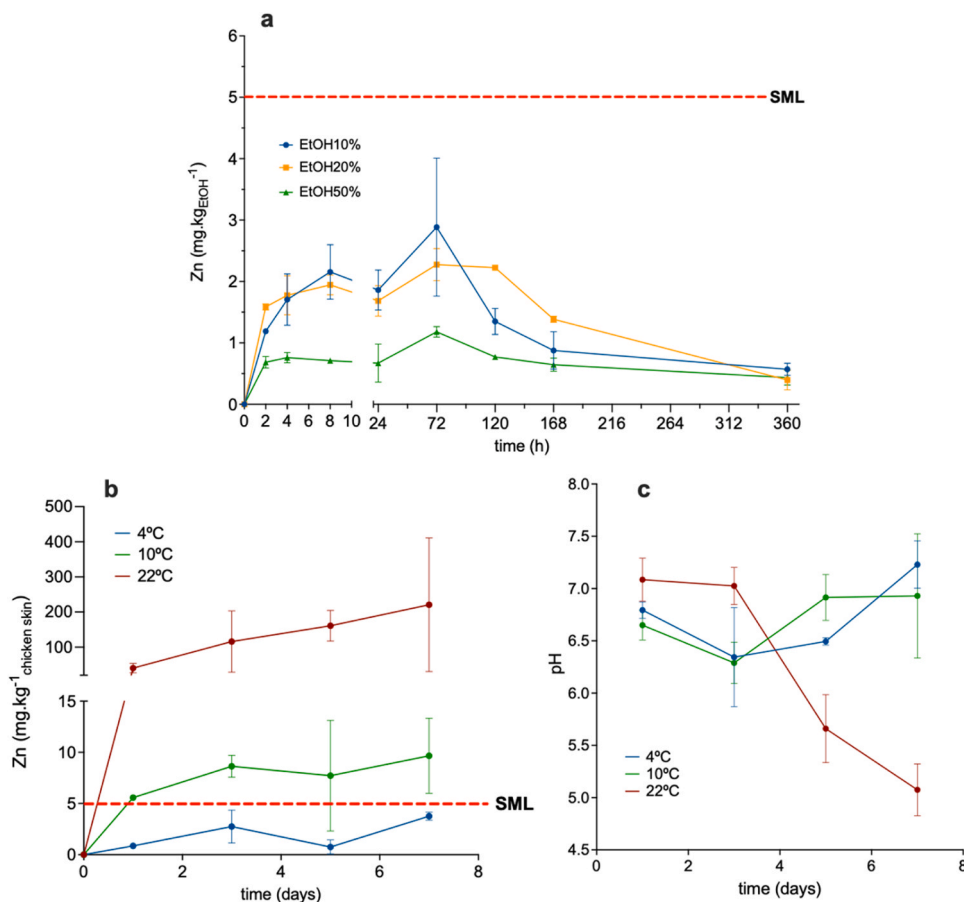 a
6
5
4
3
2
1
0
Zn (mg.kg EtOH -1)
SML
EtOH10%
EtOH20%
EtOH50%
0 2 4 6 8 10 24 72 120 168 216 264 312 360
time (h)
b
500
400
300
200
100
15
10
5
0
Zn (mg.kg-1 chicken skin)
4ºC
10ºC
22ºC
SML
0 2 4 6 8
time (days)
c
8.0
7.5
7.0
6.5
6.0
5.5
5.0
4.5
pH
4ºC
10ºC
22ºC
0 2 4 6 8
time (days)